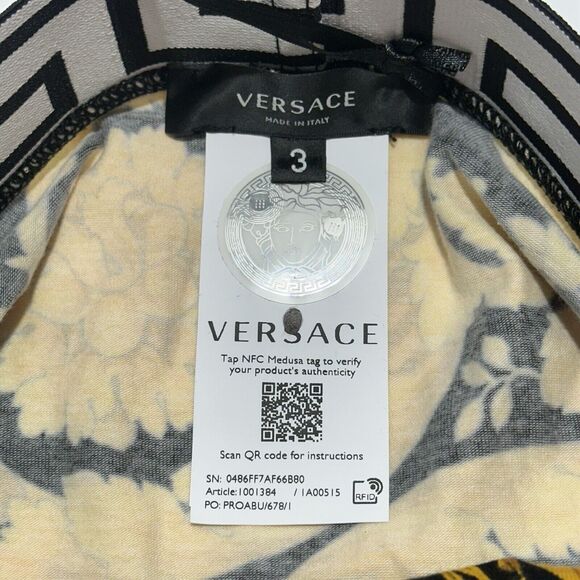 VERSACE
MADE IN ITALY
3
VERSACE
Tap NFC Medusa tag to verify
your product's authenticity
Scan QR code for instructions
SN: 0486FF7AF66B80
Article:1001384 / 1A00515
PO: PROABU/678/1
RFID